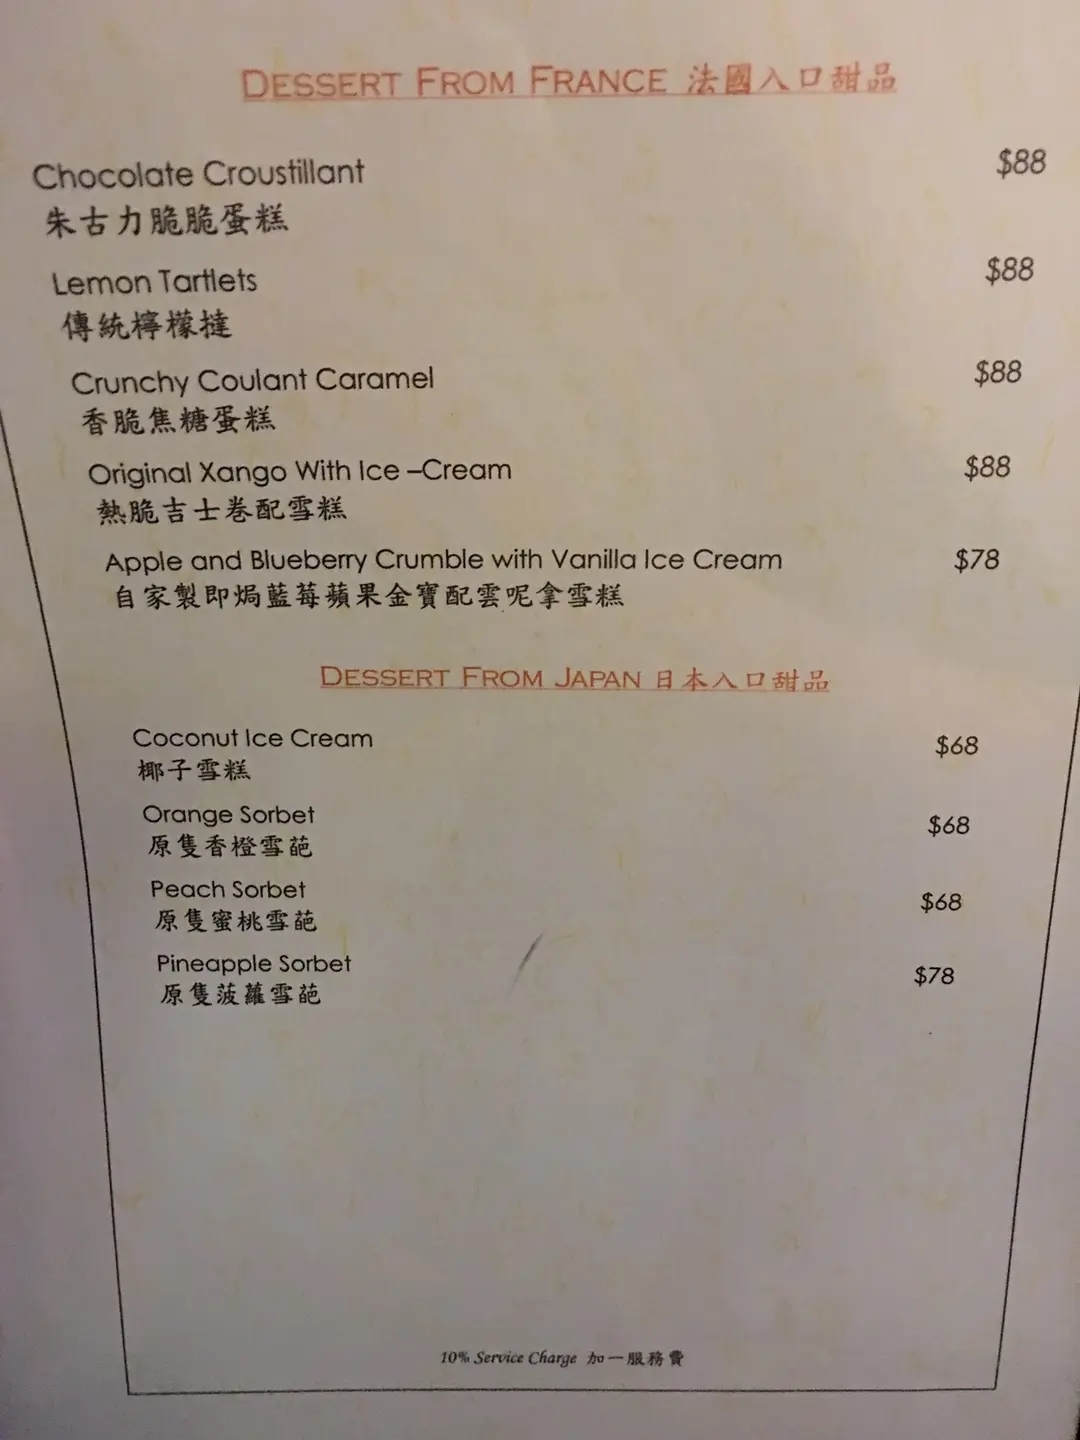 DESSERT FROM FRANCE 法國入口甜品
Chocolate Croustillant $88
朱古力脆脆蛋糕
Lemon Tartlets $88
傳統檸檬撻
Crunchy Coulant Caramel $88
香脆焦糖蛋糕
Original Xango With Ice –Cream $88
熱脆吉士卷配雪糕
Apple and Blueberry Crumble with Vanilla Ice Cream $78
自家製即焗藍莓蘋果金寶配雲呢拿雪糕
DESSERT FROM JAPAN 日本入口甜品
Coconut Ice Cream $68
椰子雪糕
Orange Sorbet $68
原隻香橙雪葩
Peach Sorbet $68
原隻蜜桃雪葩
Pineapple Sorbet $78
原隻菠蘿雪葩
10% Service Charge 加一服務費